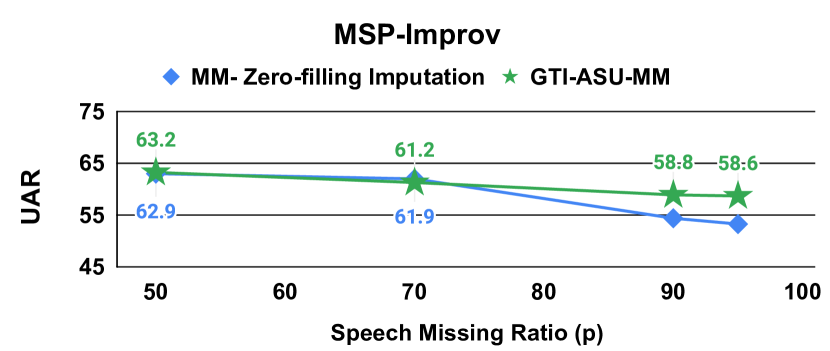 MSP-Improv
MM- Zero-filling Imputation GTI-ASU-MM
75
65
55
45
UAR
63.2
61.2
58.8
58.6
62.9
61.9
50 60 70 80 90 100
Speech Missing Ratio (p)